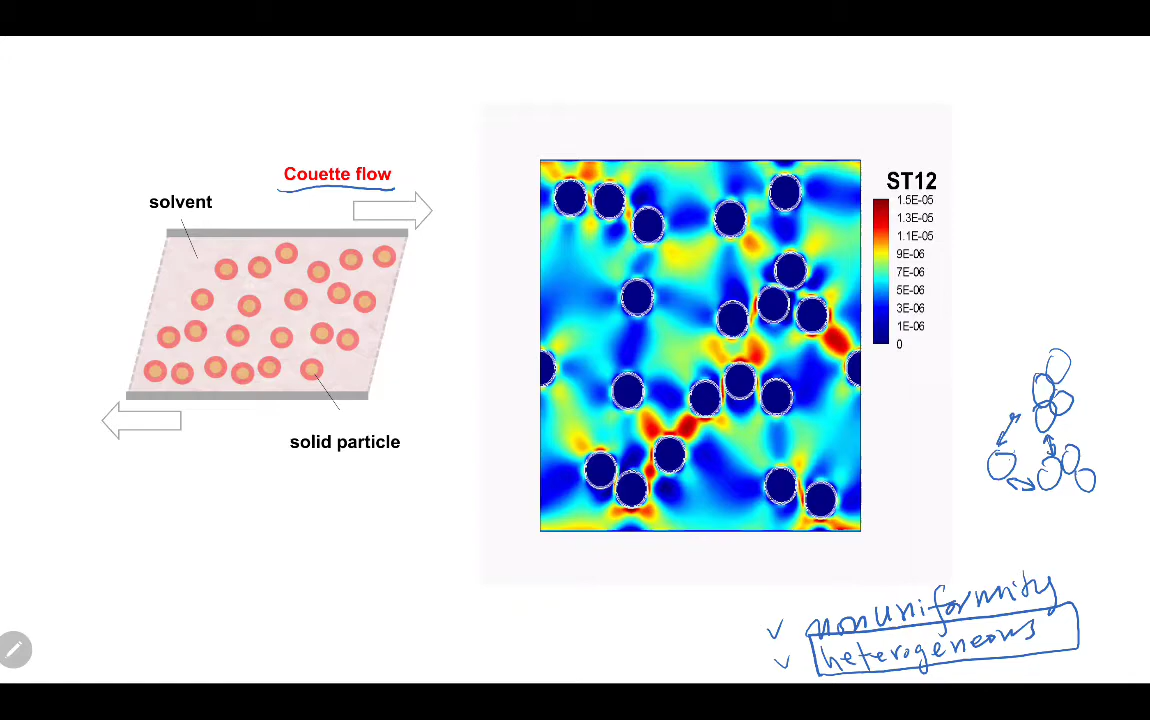 Couette flow
solvent
solid particle
ST12
1.5E-05
1.3E-05
1.1E-05
9E-06
7E-06
5E-06
3E-06
1E-06
0
nonuniformity
heterogeneous